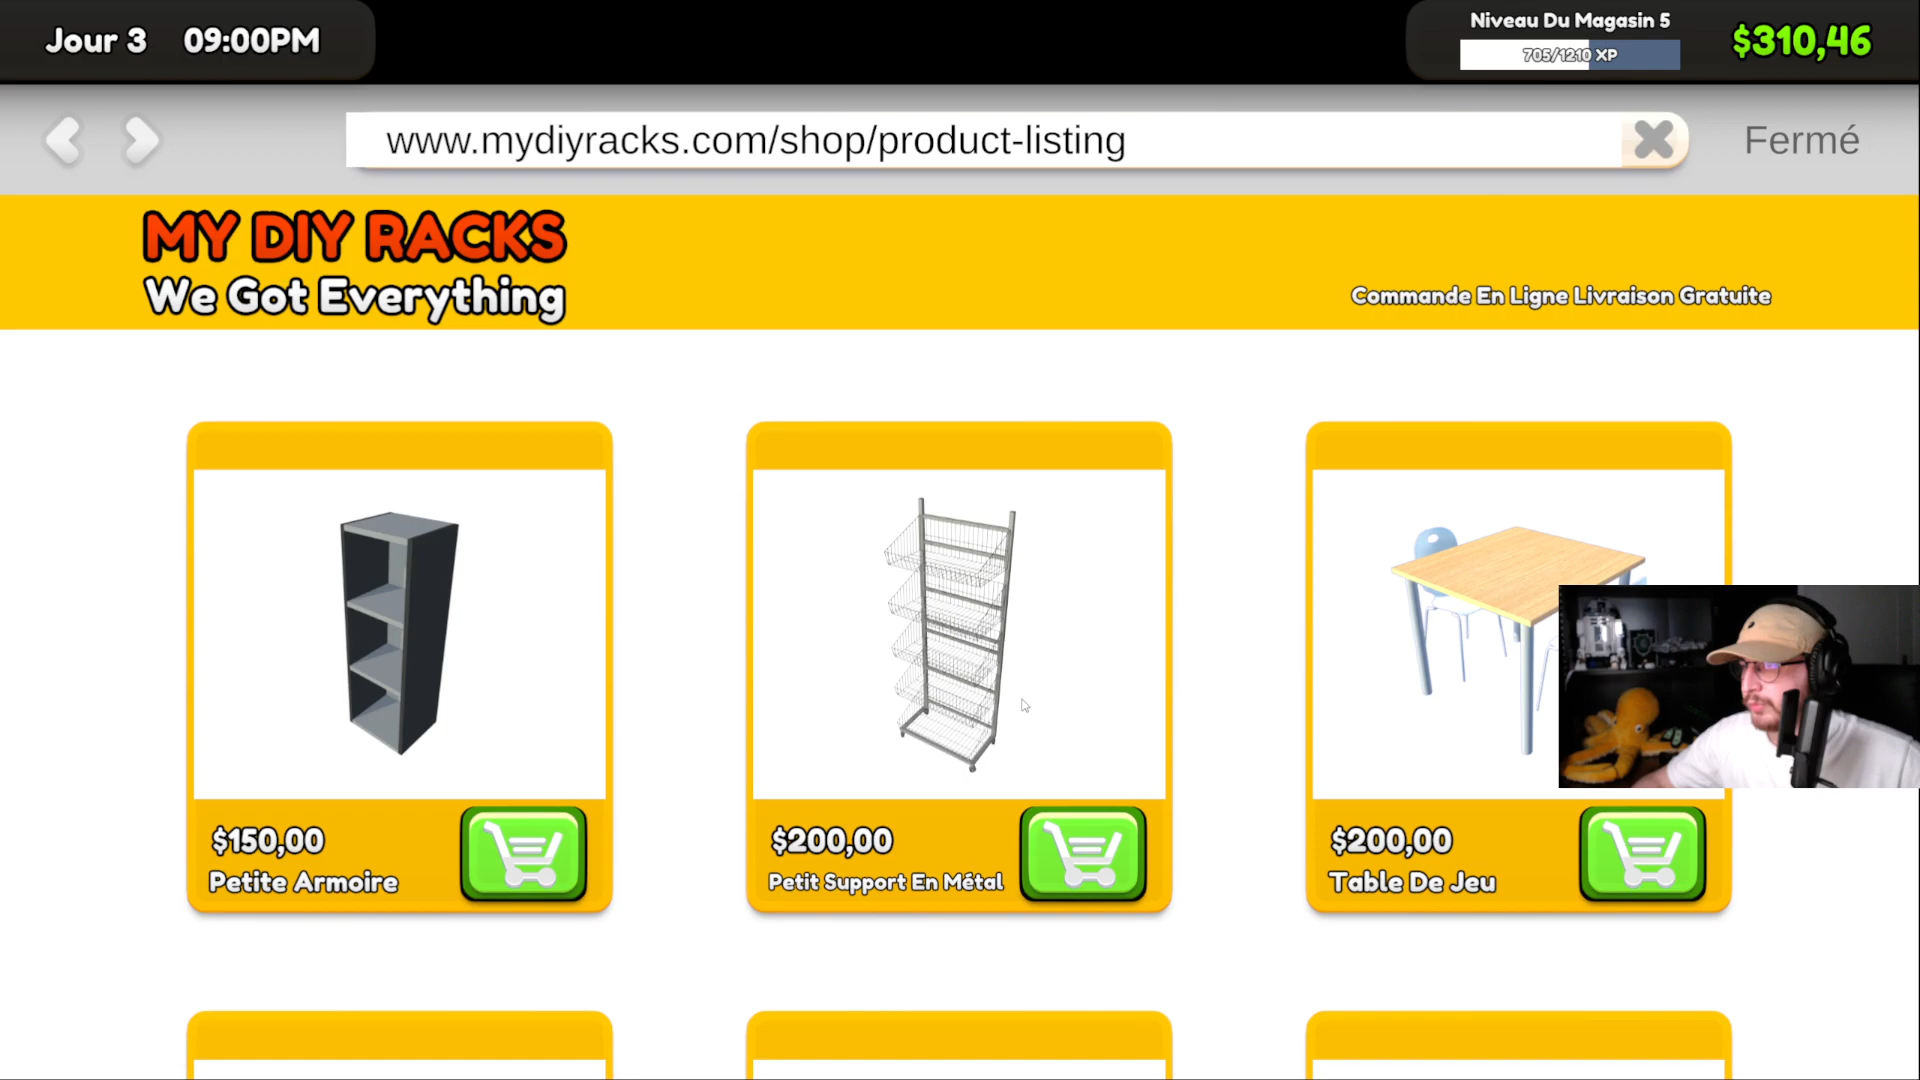 Jour 3 09:00PM
Niveau Du Magasin 5
705/1210 XP
$310,46
www.mydiyracks.com/shop/product-listing
Fermé
MY DIY RACKS
We Got Everything
Commande En Ligne Livraison Gratuite
$150,00
Petite Armoire
$200,00
Petit Support En Métal
$200,00
Table De Jeu